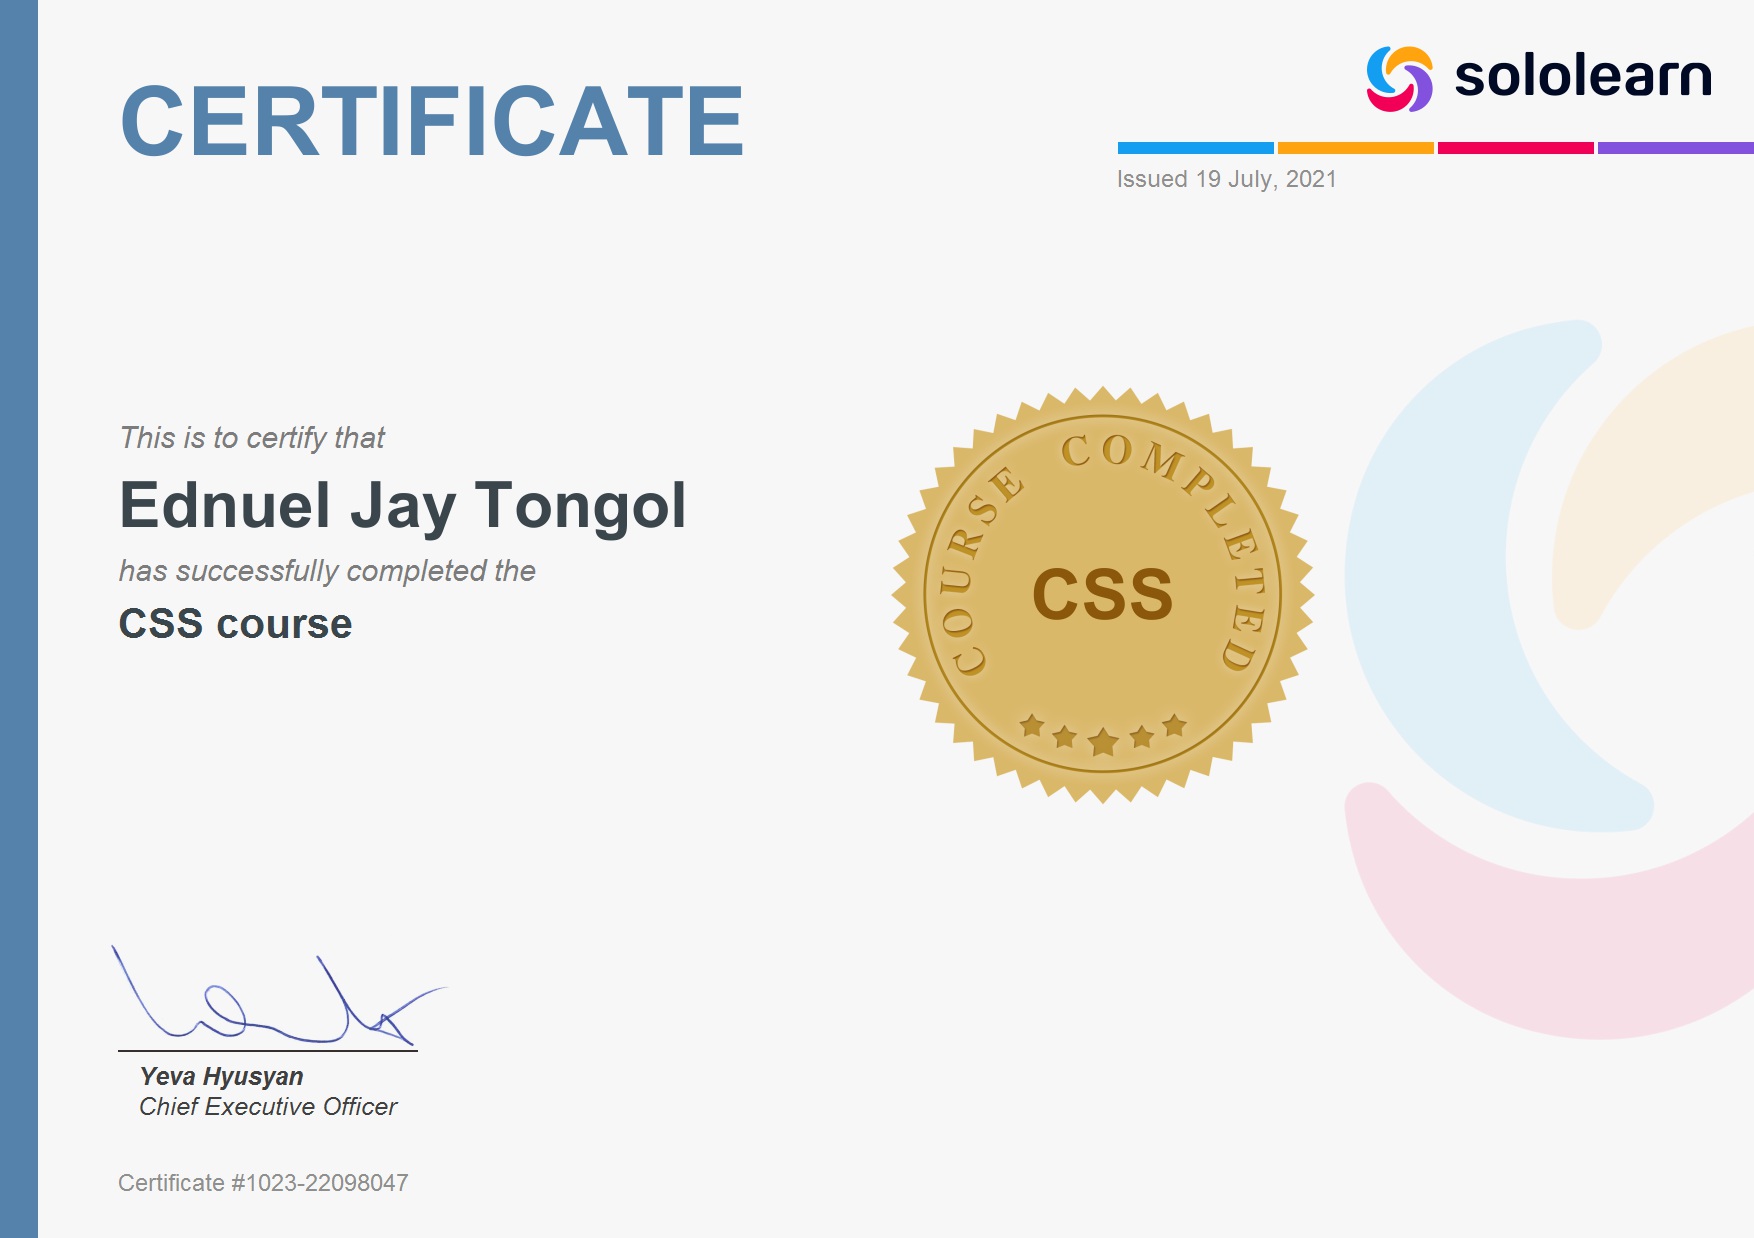 CERTIFICATE
sololearn
Issued 19 July, 2021
This is to certify that
Ednuel Jay Tongol
has successfully completed the
CSS course
COURSE COMPLETED
CSS
Yeva Hyusyan
Chief Executive Officer
Certificate #1023-22098047